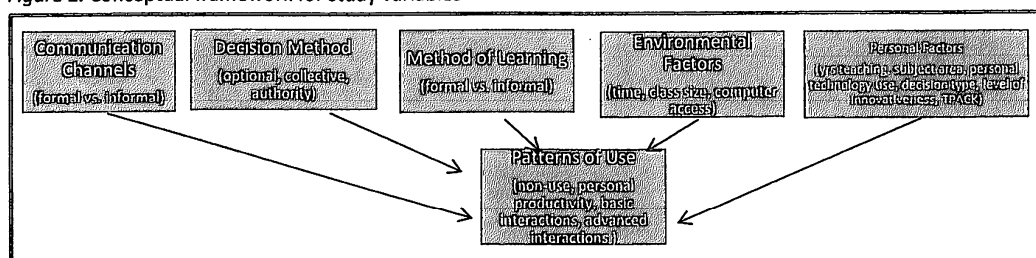 Figure 2. Conceptual framework for study variables
Communication
Channels
(formal vs. informal)
Decision Method
(optional, collective,
authority)
Method of Learning
(formal vs. informal)
Environmental
Factors
(time, class size, computer
access)
Personal Factors
(yrs teaching, subject area, personal
technology use, decision type, level of
innovativeness, TPACK)
Patterns of Use
(non-use, personal
productivity, basic
interactions, advanced
interactions)